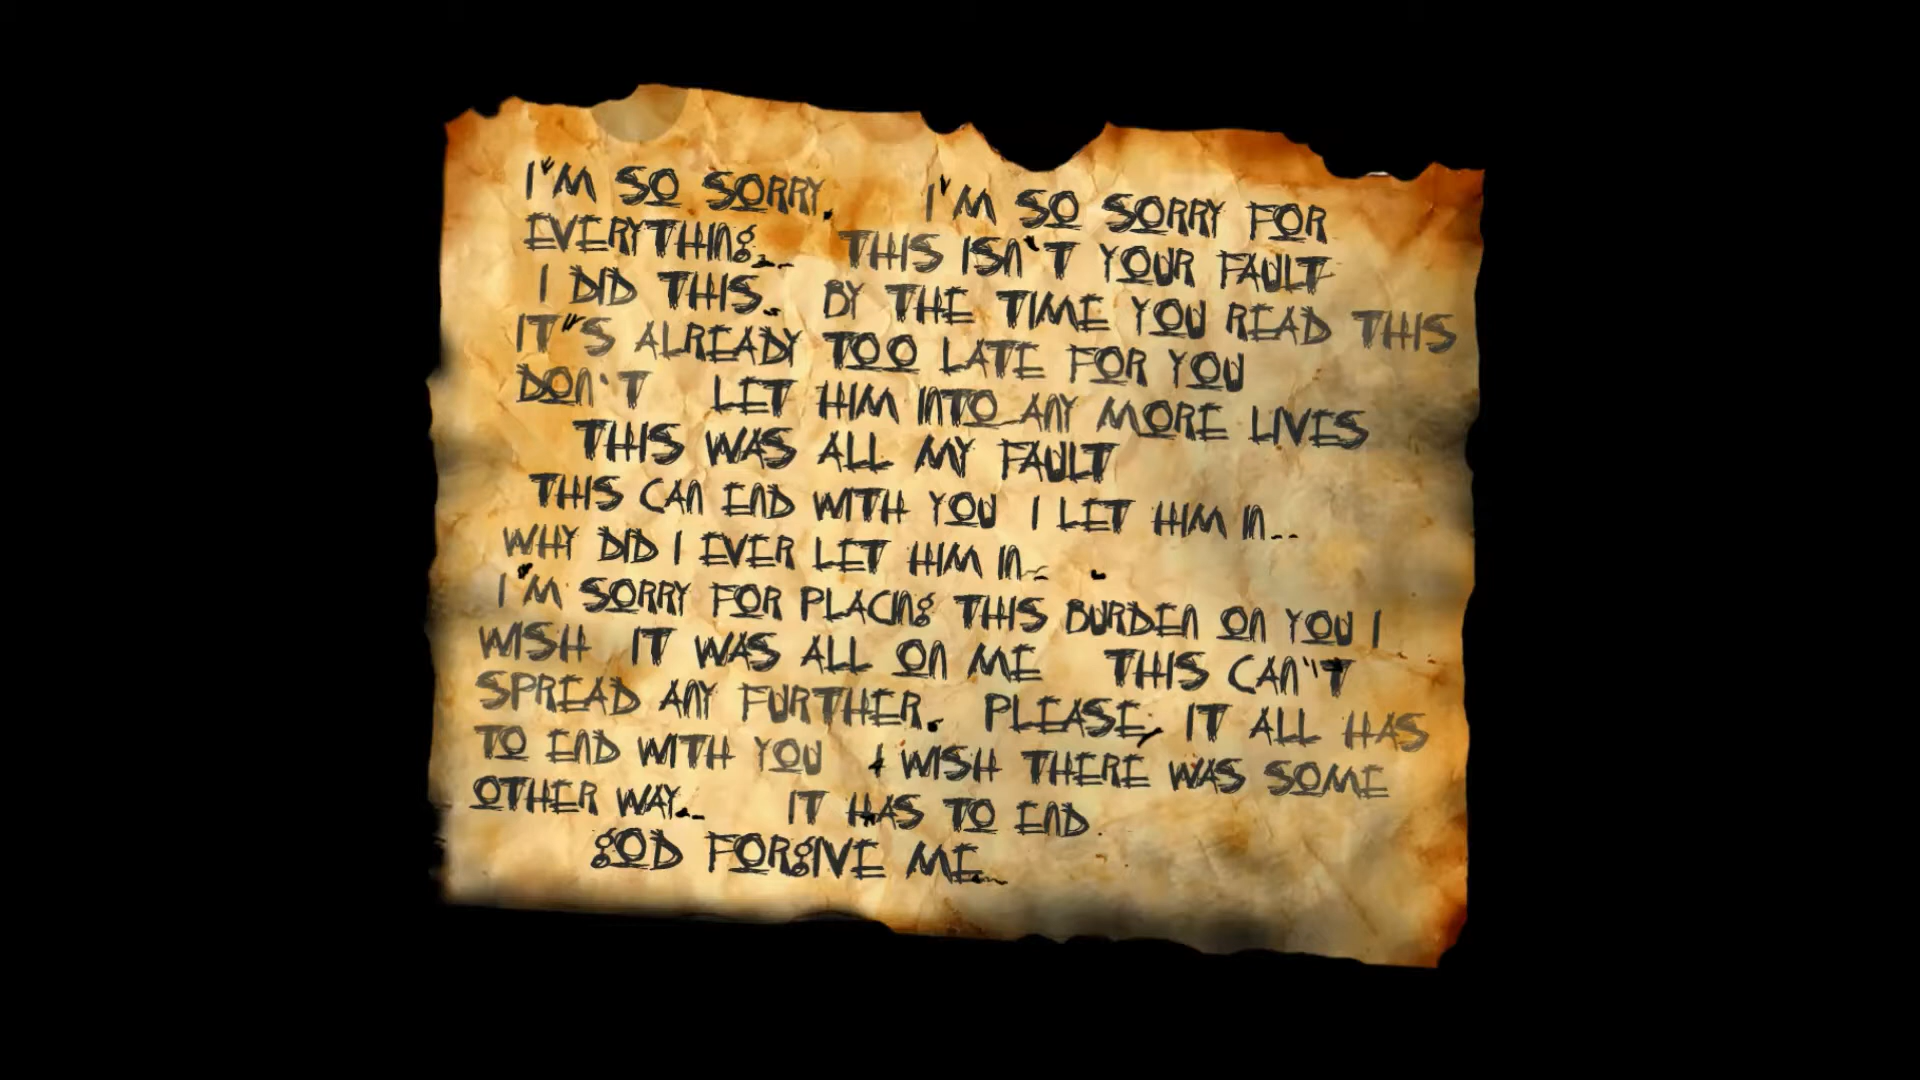 I'M SO SORRY. I'M SO SORRY FOR
EVERYTHING... THIS ISN'T YOUR FAULT
I DID THIS.. BY THE TIME YOU READ THIS
IT"S ALREADY TOO LATE FOR YOU
DON'T LET HIM INTO ANY MORE LIVES
THIS WAS ALL MY FAULT
THIS CAN END WITH YOU I LET HIM IN...
WHY DID I EVER LET HIM IN...
I'M SORRY FOR PLACING THIS BURDEN ON YOU I
WISH IT WAS ALL ON ME THIS CAN'T
SPREAD ANY FURTHER. PLEASE, IT ALL HAS
TO END WITH YOU I WISH THERE WAS SOME
OTHER WAY... IT HAS TO END.
GOD FORGIVE ME...